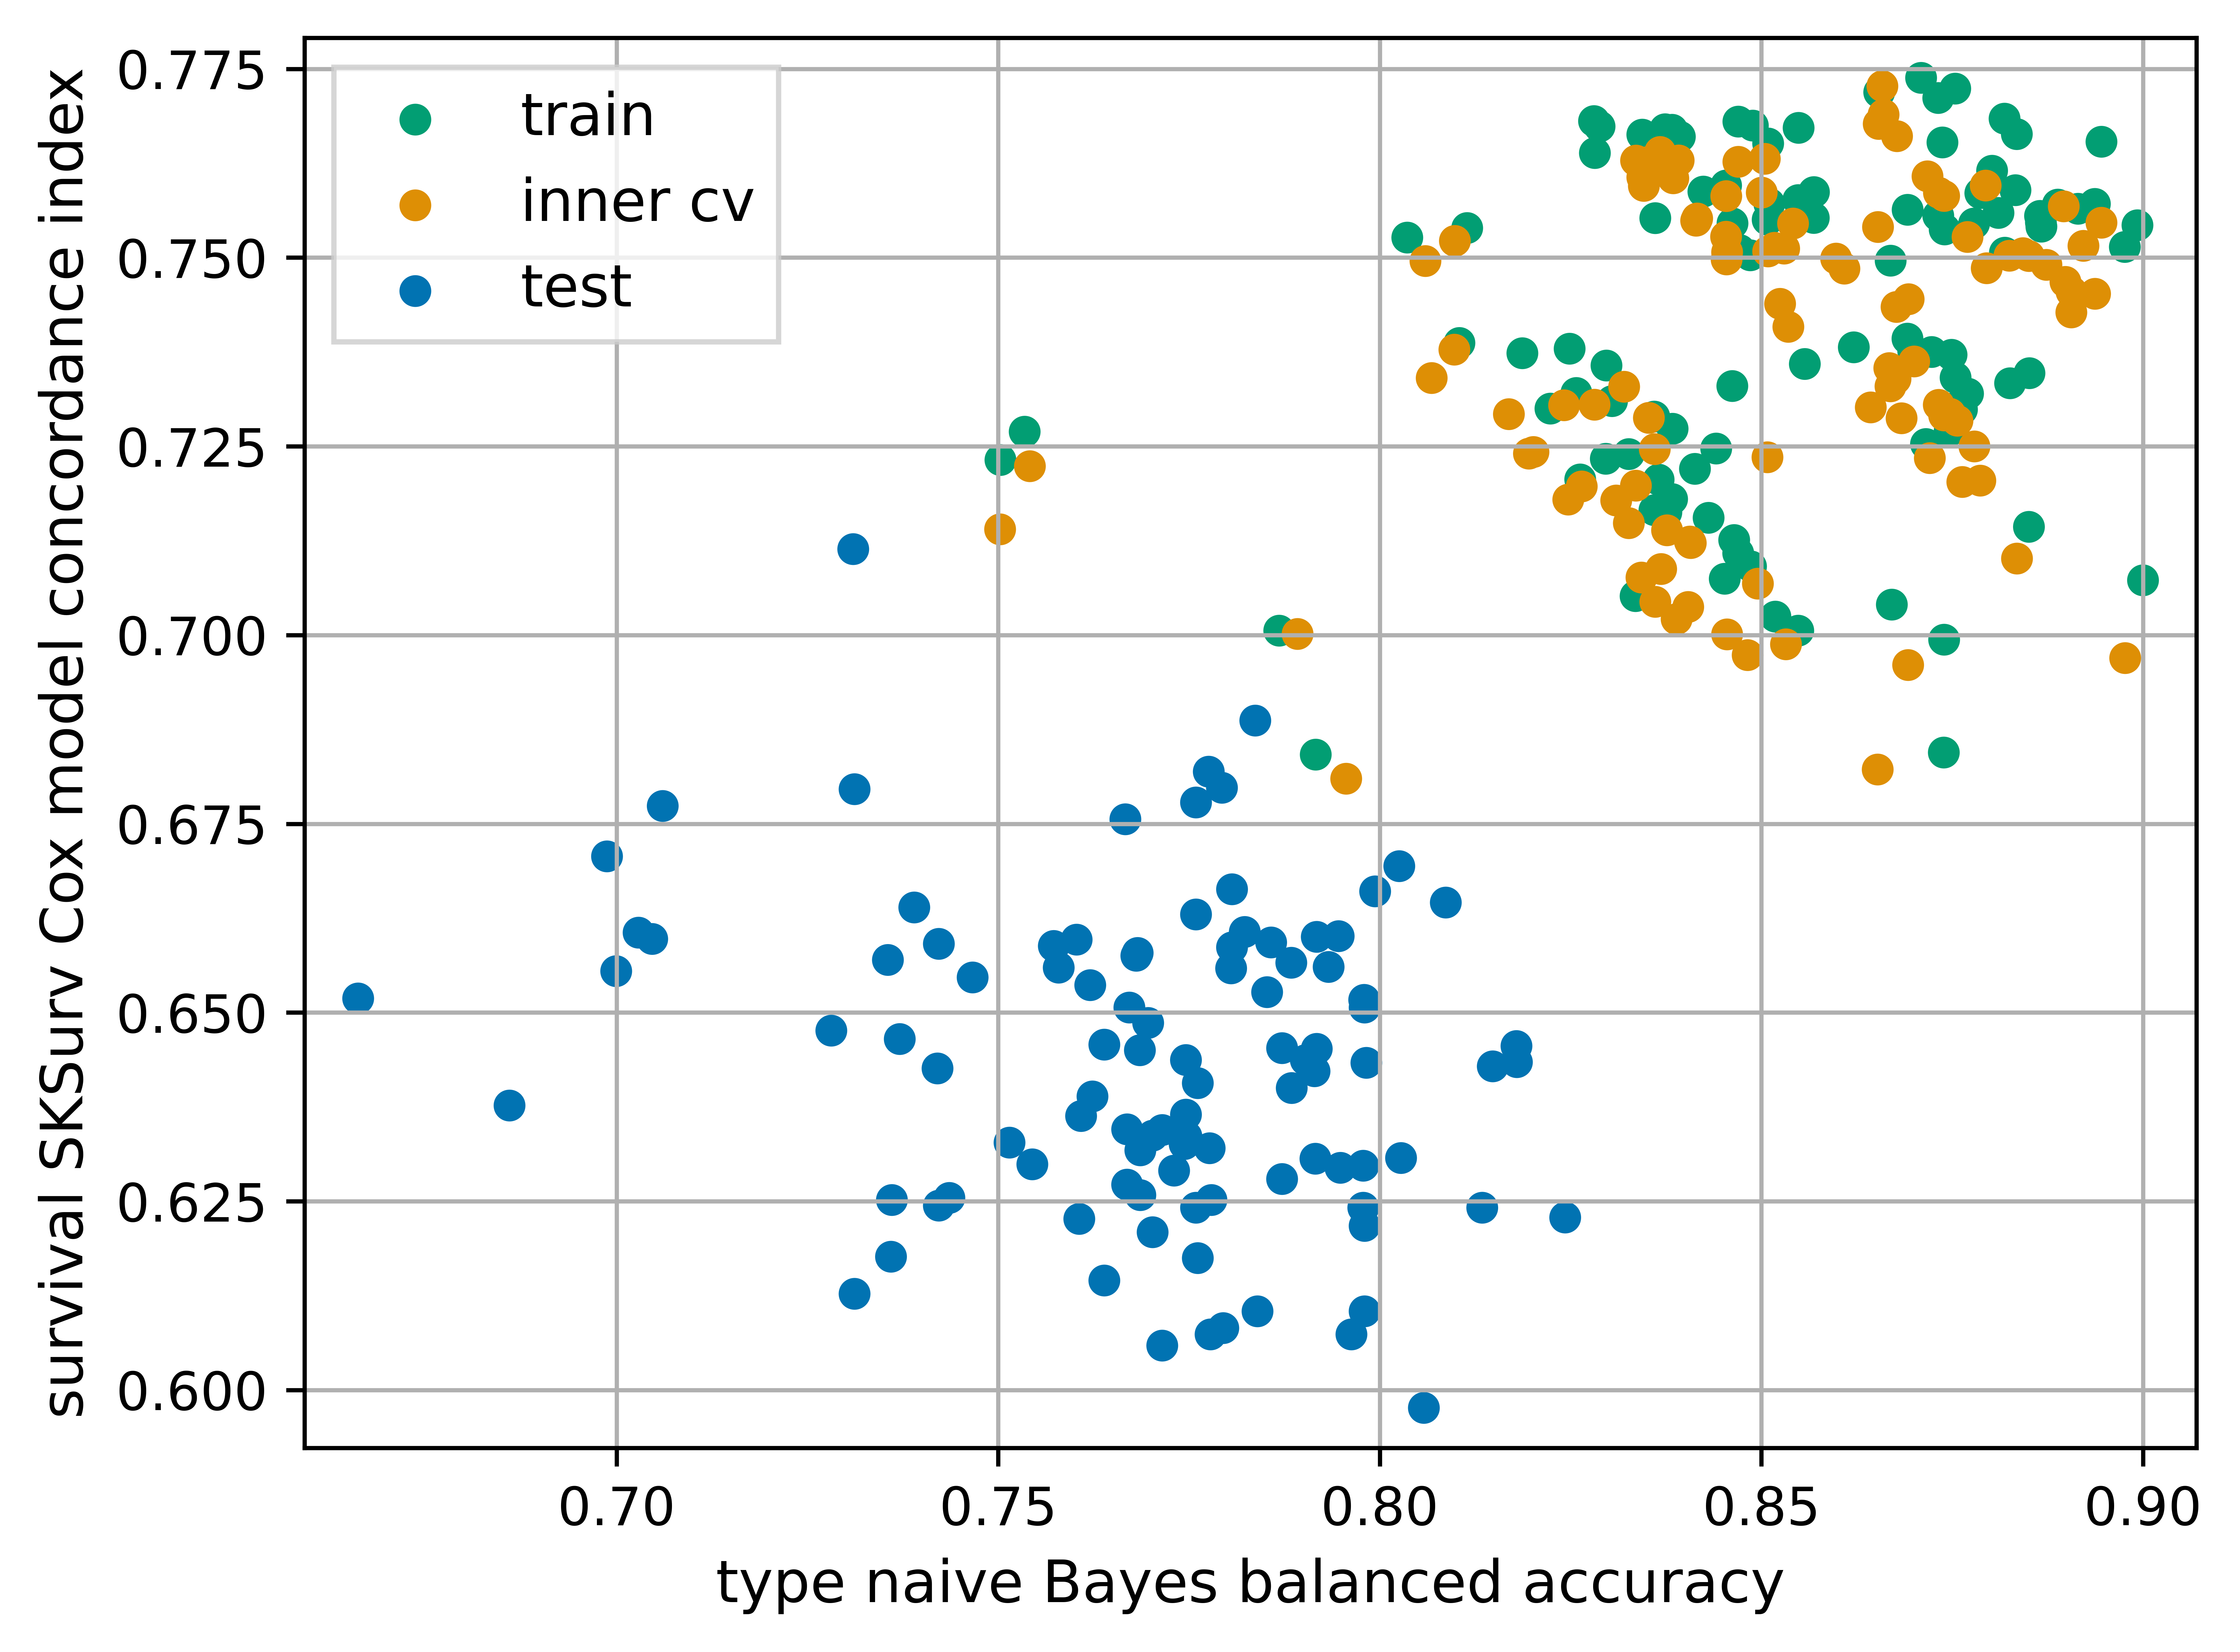 0.775
0.750
0.725
0.700
0.675
0.650
0.625
0.600
survival SKSurv Cox model concordance index
train
inner cv
test
0.70 0.75 0.80 0.85 0.90
type naive Bayes balanced accuracy